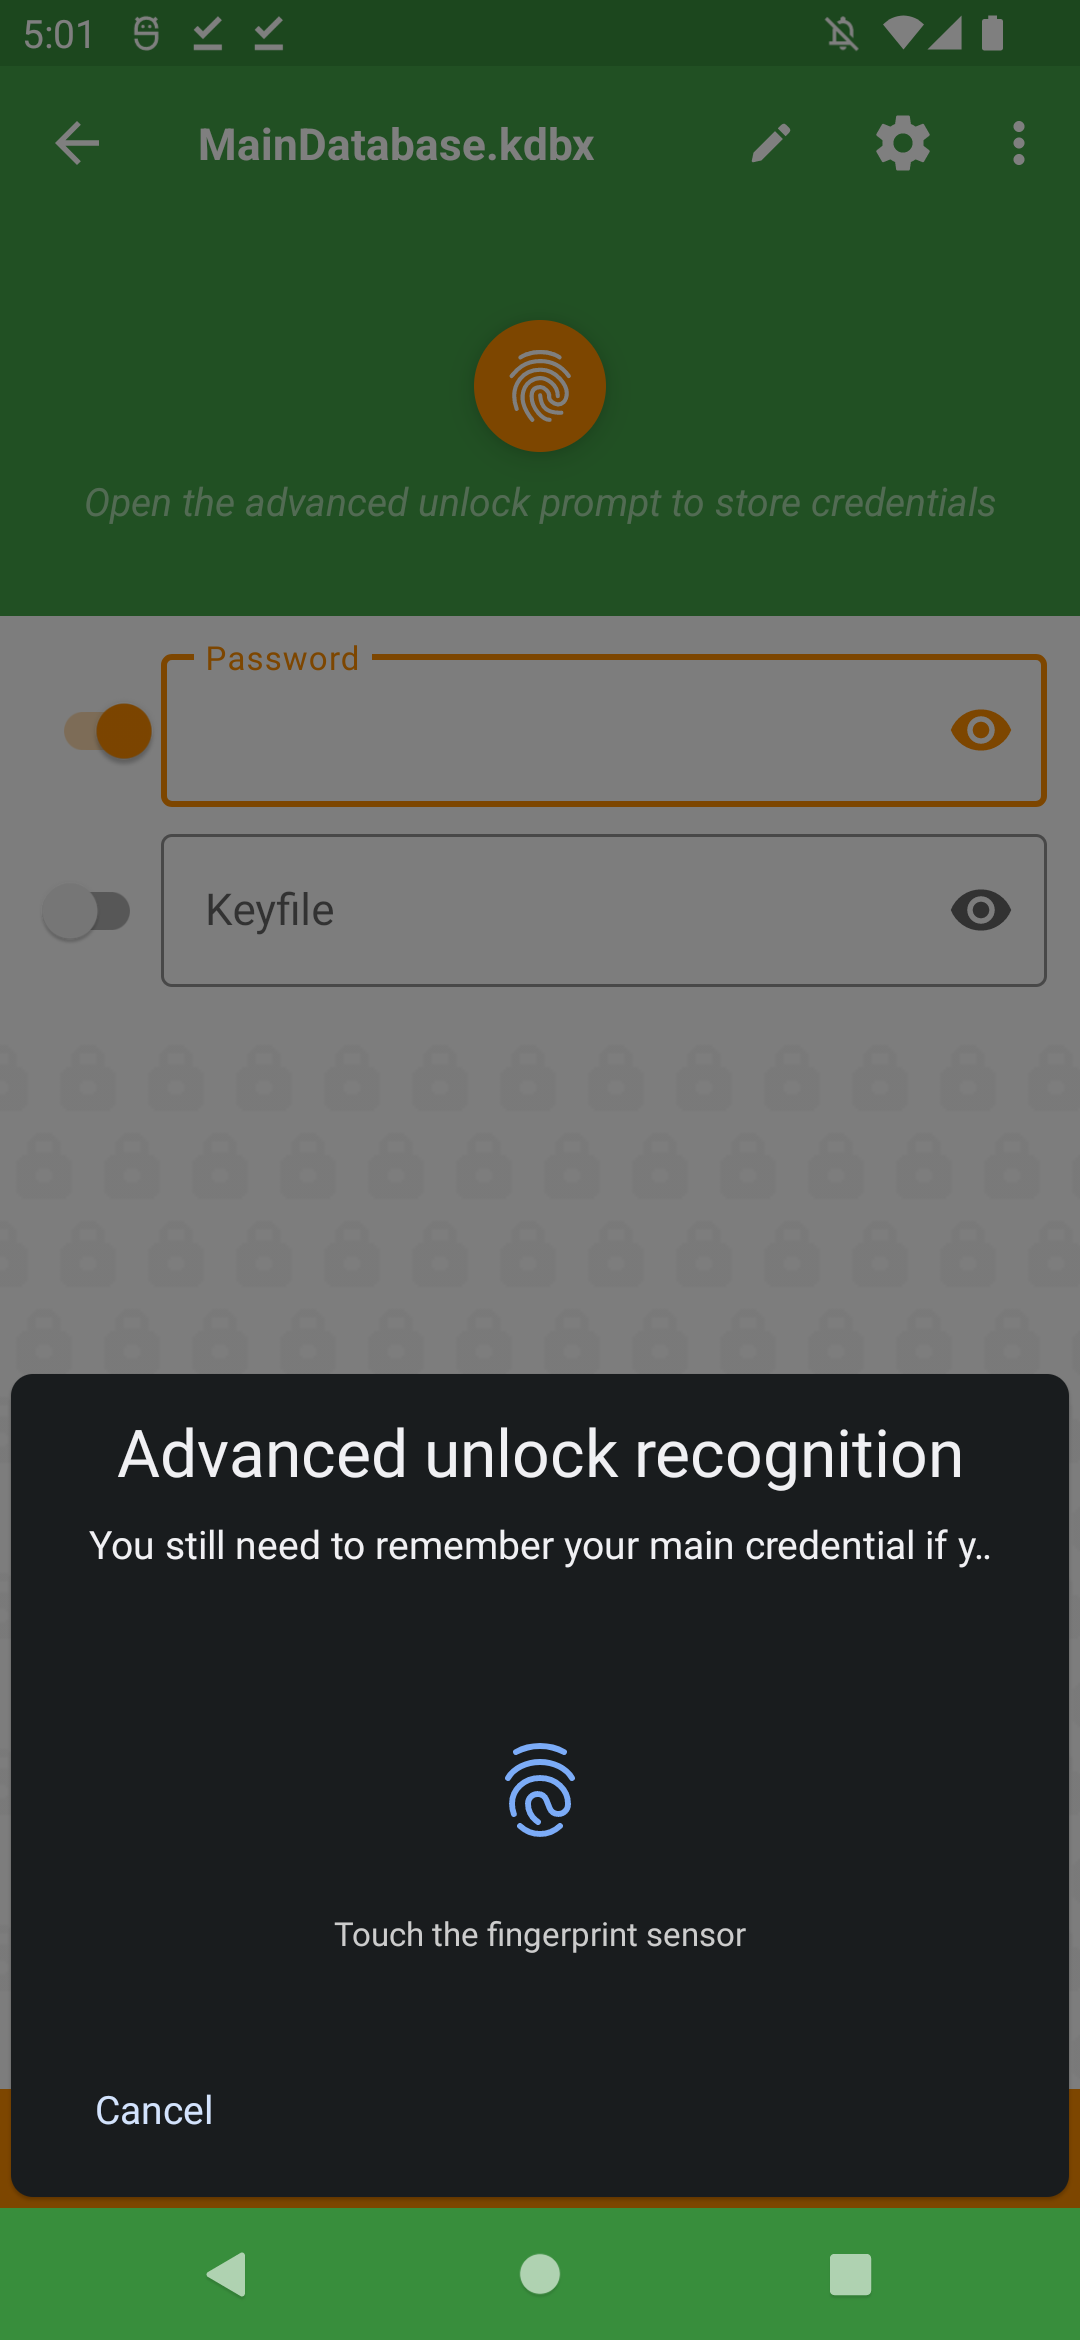 5:01
MainDatabase.kdbx
Open the advanced unlock prompt to store credentials
Password
Keyfile
Advanced unlock recognition
You still need to remember your main credential if y..
Touch the fingerprint sensor
Cancel